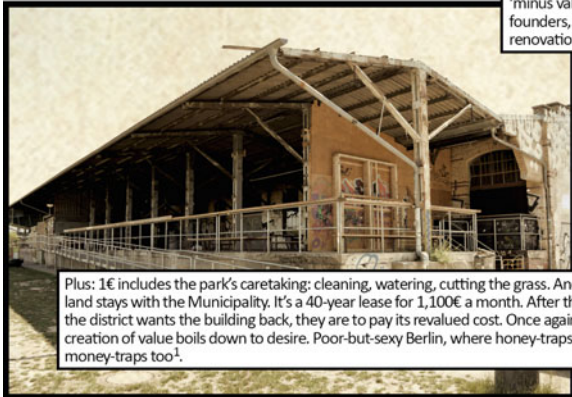 'minus val
founders,
renovatio
Plus: 1€ includes the park's caretaking: cleaning, watering, cutting the grass. And
land stays with the Municipality. It's a 40-year lease for 1,100€ a month. After th
the district wants the building back, they are to pay its revalued cost. Once again
creation of value boils down to desire. Poor-but-sexy Berlin, where honey-traps
money-traps too¹.